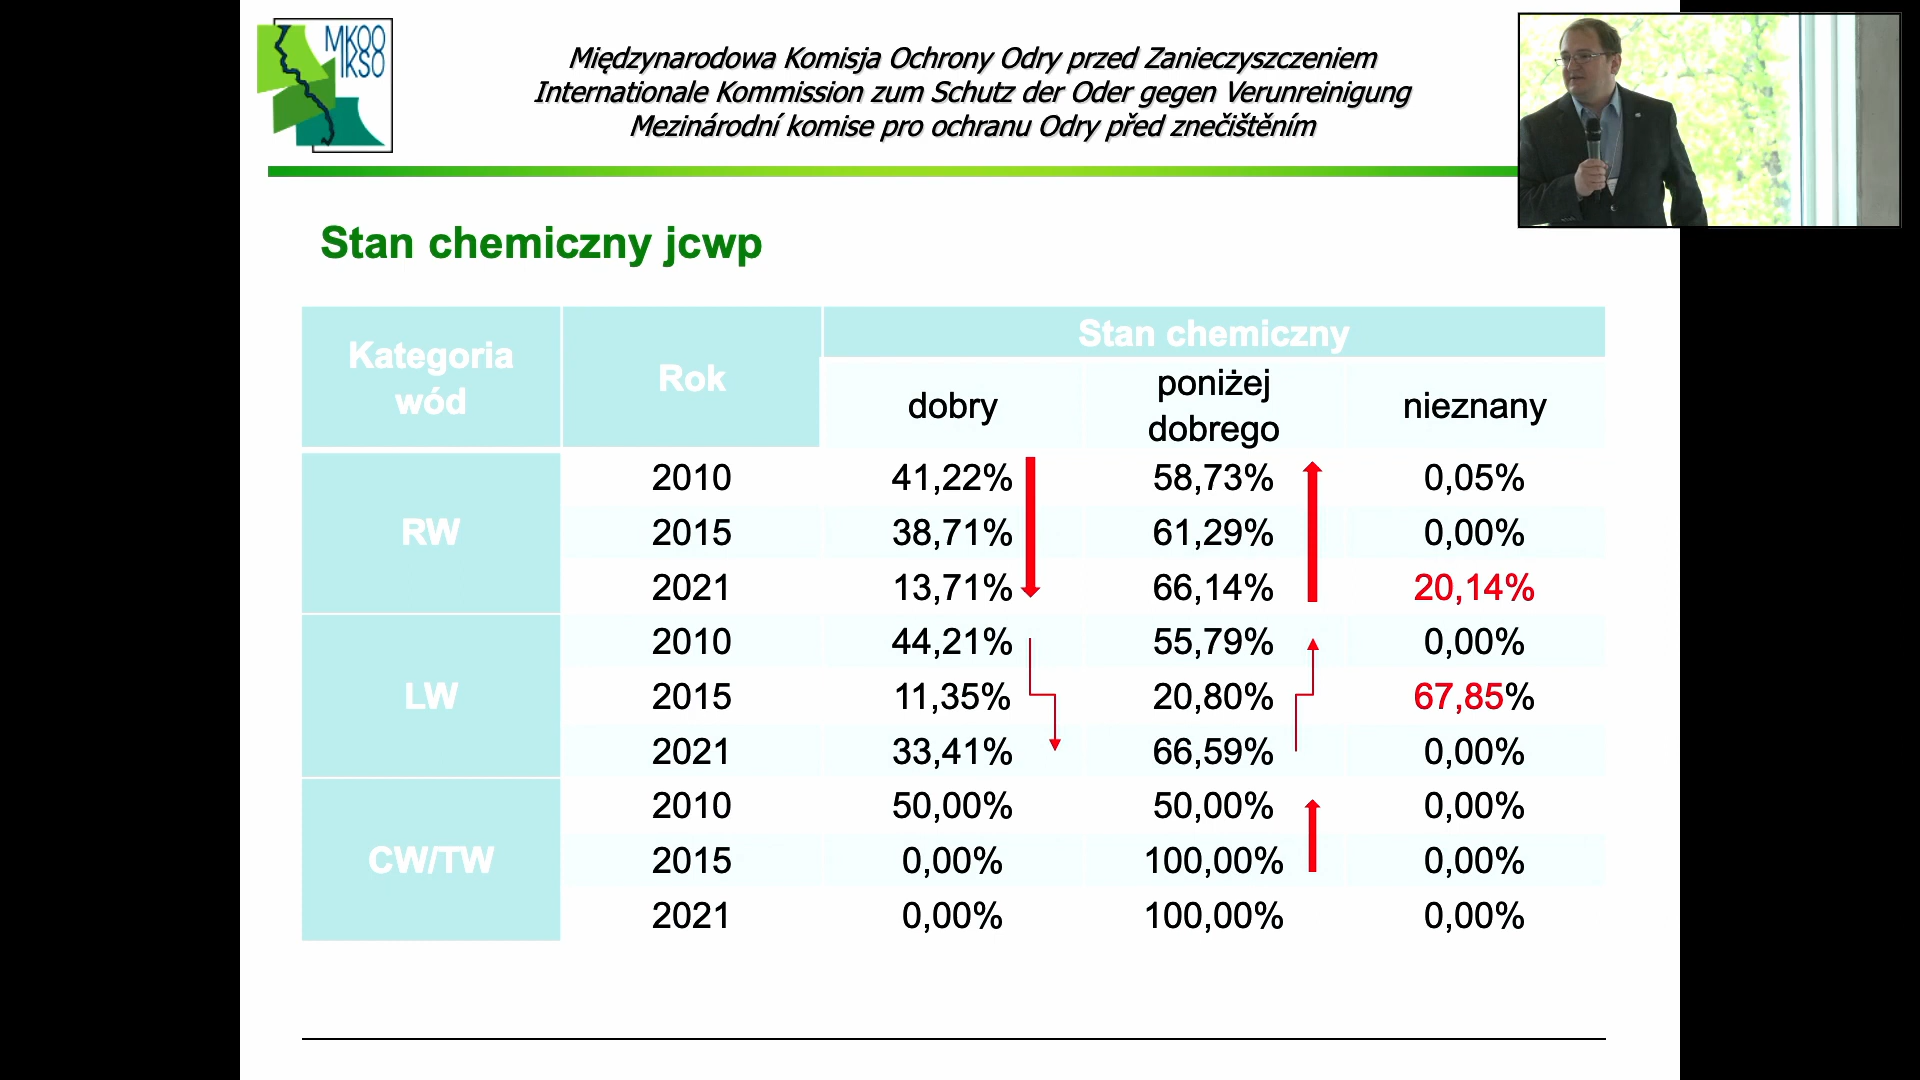 MKOO
IKSO
Międzynarodowa Komisja Ochrony Odry przed Zanieczyszczeniem
Internationale Kommission zum Schutz der Oder gegen Verunreinigung
Mezinárodní komise pro ochranu Odry před znečištěním
Stan chemiczny jcwp
Kategoria wód Rok Stan chemiczny
dobry poniżej dobrego nieznany
RW 2010 41,22% 58,73% 0,05%
2015 38,71% 61,29% 0,00%
2021 13,71% 66,14% 20,14%
LW 2010 44,21% 55,79% 0,00%
2015 11,35% 20,80% 67,85%
2021 33,41% 66,59% 0,00%
CW/TW 2010 50,00% 50,00% 0,00%
2015 0,00% 100,00% 0,00%
2021 0,00% 100,00% 0,00%